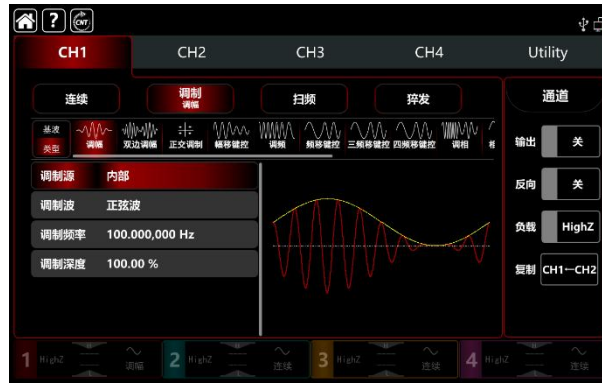 ? CNT
CH1 CH2 CH3 CH4 Utility
连续 调制 扫频 猝发 通道
调幅
基波
类型 调幅 双边调幅 正交调制 幅移键控 调频 频移键控 三频移键控 四频移键控 调相
输出 关
调制源 内部
反向 关
调制波 正弦波
负载 HighZ
调制频率 100.000,000 Hz
调制深度 100.00 %
复制 CH1←CH2
1 HighZ 调幅 2 HighZ 连续 3 HighZ 连续 4 HighZ 连续